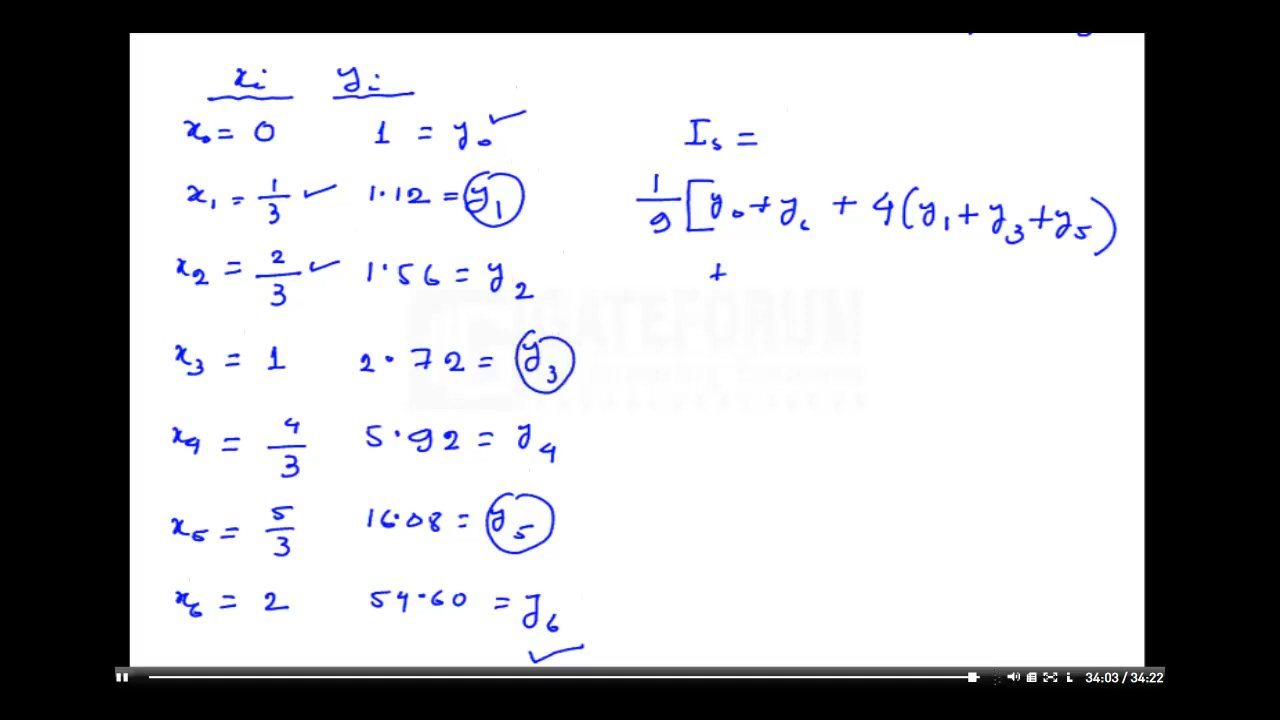 xi yi
x₀ = 0 1 = y₀ ✓
x₁ = 1/3 ✓ 1.12 = y₁
x₂ = 2/3 ✓ 1.56 = y₂
x₃ = 1 2.72 = y₃
x₄ = 4/3 5.92 = y₄
x₅ = 5/3 16.08 = y₅
x₆ = 2 54.60 = y₆ ✓
Iₛ =
1/9 [y₀ + y₆ + 4(y₁ + y₃ + y₅)
+
GATEFORUM
34:03 / 34:22